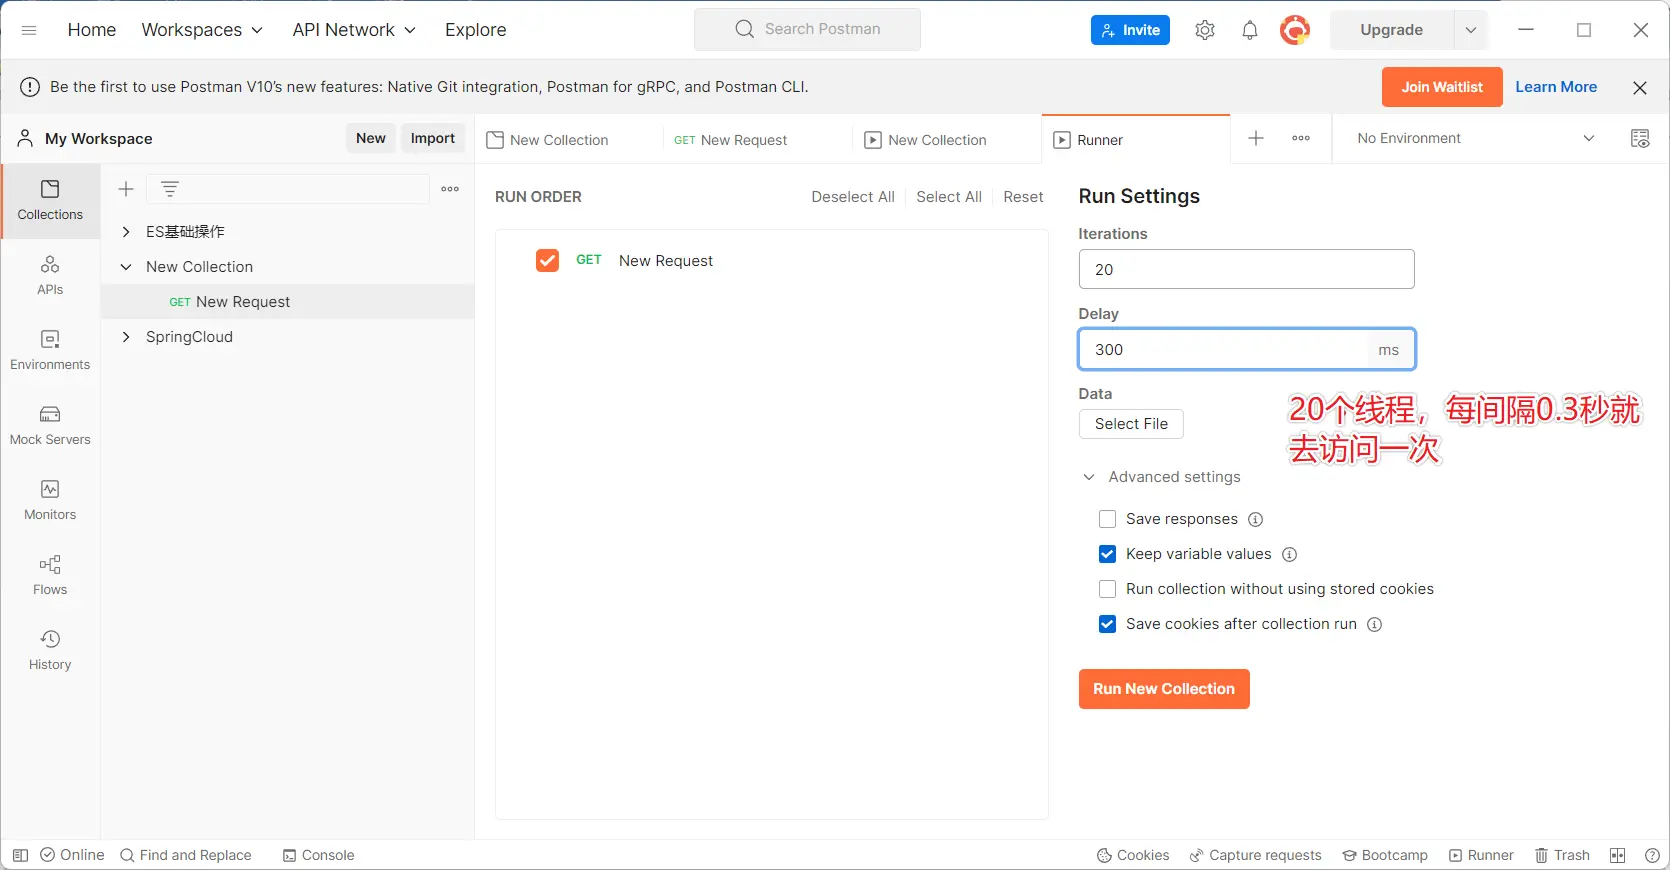 Home Workspaces API Network Explore Search Postman Invite Upgrade
Be the first to use Postman V10's new features: Native Git integration, Postman for gRPC, and Postman CLI. Join Waitlist Learn More
My Workspace New Import New Collection GET New Request New Collection Runner No Environment
Collections
APIs
Environments
Mock Servers
Monitors
Flows
History
ES基础操作
New Collection
GET New Request
SpringCloud
RUN ORDER Deselect All Select All Reset
GET New Request
Run Settings
Iterations
20
Delay
300 ms
Data
Select File
20个线程，每间隔0.3秒就
去访问一次
Advanced settings
Save responses
Keep variable values
Run collection without using stored cookies
Save cookies after collection run
Run New Collection
Online Find and Replace Console Cookies Capture requests Bootcamp Runner Trash